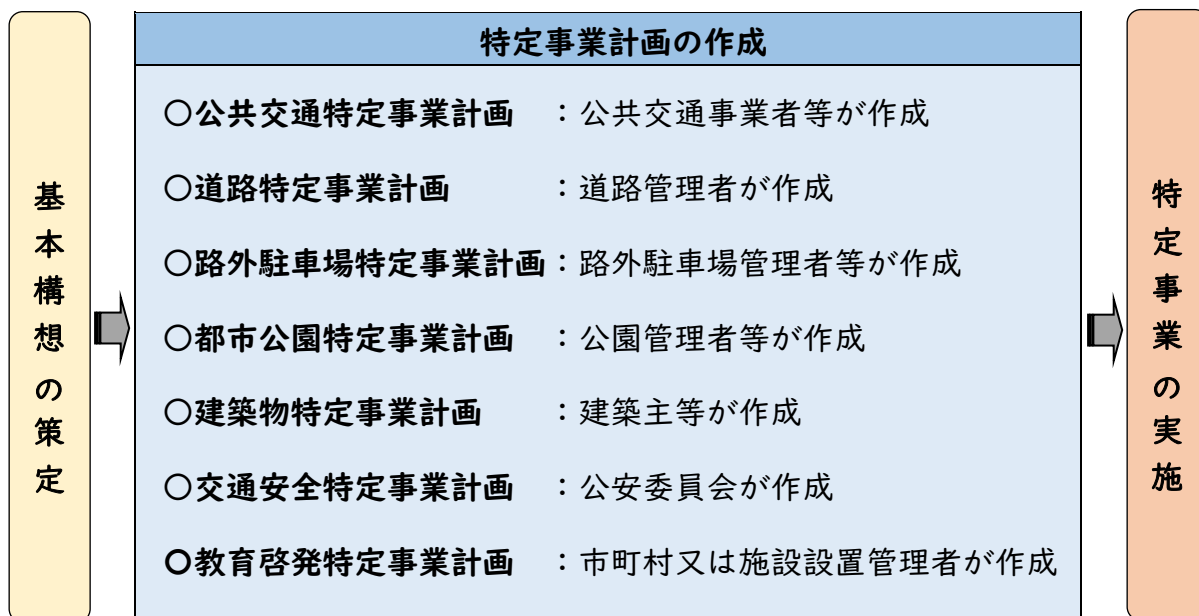 基本構想の策定
特定事業計画の作成
〇公共交通特定事業計画　：公共交通事業者等が作成
〇道路特定事業計画　：道路管理者が作成
〇路外駐車場特定事業計画：路外駐車場管理者等が作成
〇都市公園特定事業計画　：公園管理者等が作成
〇建築物特定事業計画　：建築主等が作成
〇交通安全特定事業計画　：公安委員会が作成
〇教育啓発特定事業計画　：市町村又は施設設置管理者が作成
特定事業の実施